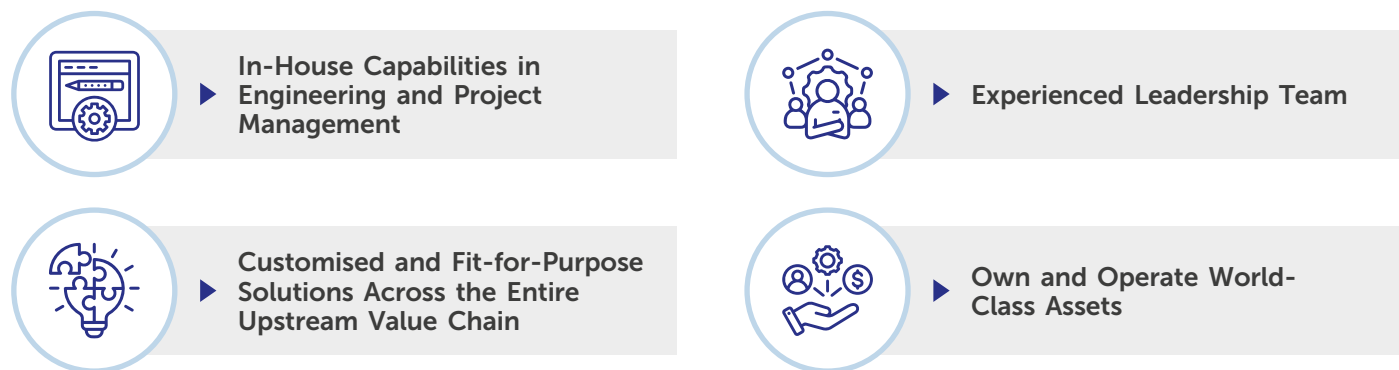 In-House Capabilities in
Engineering and Project
Management
Experienced Leadership Team
Customised and Fit-for-Purpose
Solutions Across the Entire
Upstream Value Chain
Own and Operate World-
Class Assets